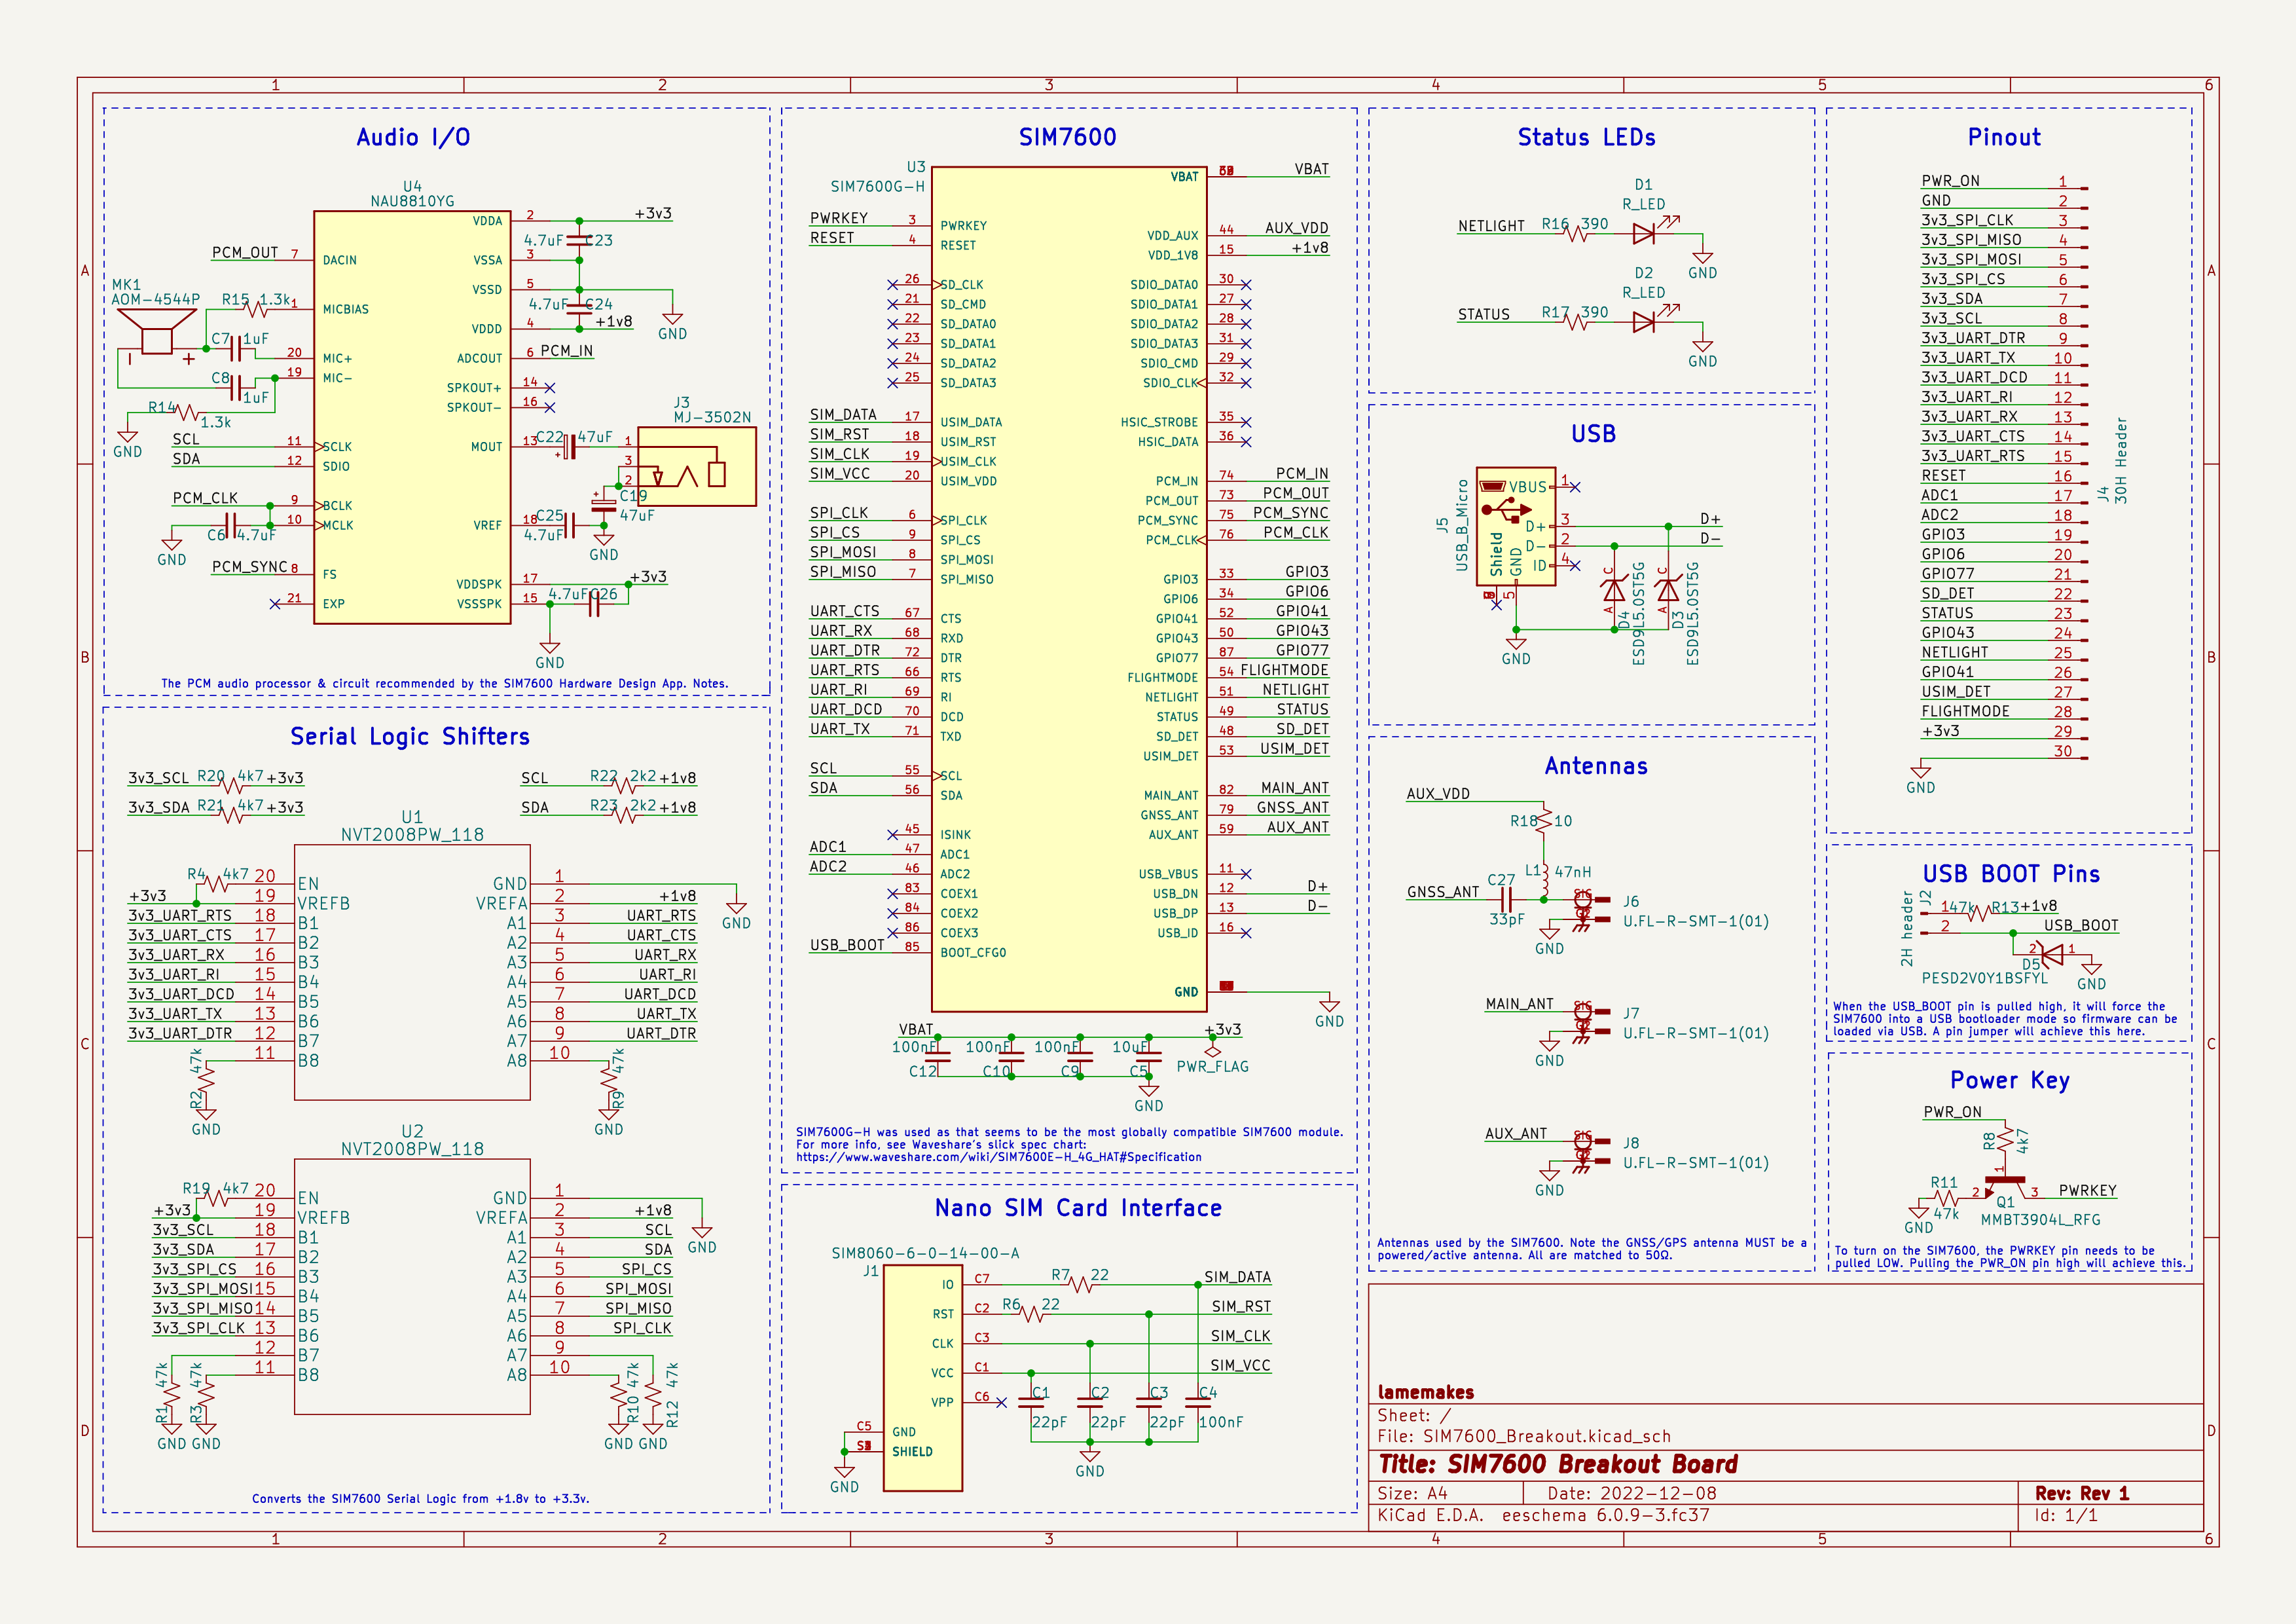 1 2 3 4 5 6
A
B
C
D
Audio I/O
U4
NAU8810YG
VDDA 2 +3v3
4.7uF C23
PCM_OUT 7 DACIN
VSSA 3
MK1
AOM-4544P
R15 1.3k
1 MICBIAS
VSSD 5
4.7uF C24
GND
VDDD 4 +1v8
C7 1uF
20 MIC+
ADCOUT 6 PCM_IN
19 MIC-
C8
1uF
SPKOUT+ 14
SPKOUT- 16
R14
1.3k
GND
J3
MJ-3502N
SCL 11 SCLK
SDA 12 SDIO
MOUT 13 C22 47uF
1
3
2
C19
47uF
PCM_CLK 9 BCLK
10 MCLK
C6 4.7uF
GND
VREF 18 C25
4.7uF
GND
PCM_SYNC 8 FS
VDDSPK 17 +3v3
21 EXP
VSSSPK 15 4.7uF C26
GND
The PCM audio processor & circuit recommended by the SIM7600 Hardware Design App. Notes.
Serial Logic Shifters
3v3_SCL R20 4k7 +3v3
SCL R22 2k2 +1v8
3v3_SDA R21 4k7 +3v3
SDA R23 2k2 +1v8
U1
NVT2008PW_118
R4 4k7 20 EN GND 1
GND
+3v3 19 VREFB VREFA 2 +1v8
3v3_UART_RTS 18 B1 A1 3 UART_RTS
3v3_UART_CTS 17 B2 A2 4 UART_CTS
3v3_UART_RX 16 B3 A3 5 UART_RX
3v3_UART_RI 15 B4 A4 6 UART_RI
3v3_UART_DCD 14 B5 A5 7 UART_DCD
3v3_UART_TX 13 B6 A6 8 UART_TX
3v3_UART_DTR 12 B7 A7 9 UART_DTR
11 B8 A8 10
R2 47k
GND
R9 47k
GND
U2
NVT2008PW_118
R19 4k7 20 EN GND 1
GND
+3v3 19 VREFB VREFA 2 +1v8
3v3_SCL 18 B1 A1 3 SCL
3v3_SDA 17 B2 A2 4 SDA
3v3_SPI_CS 16 B3 A3 5 SPI_CS
3v3_SPI_MOSI 15 B4 A4 6 SPI_MOSI
3v3_SPI_MISO 14 B5 A5 7 SPI_MISO
3v3_SPI_CLK 13 B6 A6 8 SPI_CLK
12 B7 A7 9
11 B8 A8 10
R1 47k
R3 47k
R10 47k
R12 47k
GND GND GND GND
Converts the SIM7600 Serial Logic from +1.8v to +3.3v.
SIM7600
U3
SIM7600G-H
VBAT VBAT
PWRKEY 3 PWRKEY
RESET 4 RESET
VDD_AUX 44 AUX_VDD
VDD_1V8 15 +1v8
26 SD_CLK SDIO_DATA0 30
21 SD_CMD SDIO_DATA1 27
22 SD_DATA0 SDIO_DATA2 28
23 SD_DATA1 SDIO_DATA3 31
24 SD_DATA2 SDIO_CMD 29
25 SD_DATA3 SDIO_CLK 32
SIM_DATA 17 USIM_DATA HSIC_STROBE 35
SIM_RST 18 USIM_RST HSIC_DATA 36
SIM_CLK 19 USIM_CLK
SIM_VCC 20 USIM_VDD PCM_IN 74 PCM_IN
PCM_OUT 73 PCM_OUT
SPI_CLK 6 SPI_CLK PCM_SYNC 75 PCM_SYNC
SPI_CS 9 SPI_CS PCM_CLK 76 PCM_CLK
SPI_MOSI 8 SPI_MOSI
SPI_MISO 7 SPI_MISO GPIO3 33 GPIO3
GPIO6 34 GPIO6
UART_CTS 67 CTS GPIO41 52 GPIO41
UART_RX 68 RXD GPIO43 50 GPIO43
UART_DTR 72 DTR GPIO77 87 GPIO77
UART_RTS 66 RTS FLIGHTMODE 54 FLIGHTMODE
UART_RI 69 RI NETLIGHT 51 NETLIGHT
UART_DCD 70 DCD STATUS 49 STATUS
UART_TX 71 TXD SD_DET 48 SD_DET
USIM_DET 53 USIM_DET
SCL 55 SCL
SDA 56 SDA MAIN_ANT 82 MAIN_ANT
GNSS_ANT 79 GNSS_ANT
45 ISINK AUX_ANT 59 AUX_ANT
ADC1 47 ADC1
ADC2 46 ADC2 USB_VBUS 11
83 COEX1 USB_DN 12 D+
84 COEX2 USB_DP 13 D-
86 COEX3 USB_ID 16
USB_BOOT 85 BOOT_CFG0
GND
GND
VBAT +3v3
100nF 100nF 100nF 10uF
C12 C10 C9 C5 PWR_FLAG
GND
SIM7600G-H was used as that seems to be the most globally compatible SIM7600 module.
For more info, see Waveshare's slick spec chart:
https://www.waveshare.com/wiki/SIM7600E-H_4G_HAT#Specification
Nano SIM Card Interface
SIM8060-6-0-14-00-A
J1
IO C7 R7 22 SIM_DATA
RST C2 R6 22 SIM_RST
CLK C3 SIM_CLK
VCC C1 SIM_VCC
VPP C6
C1 C2 C3 C4
22pF 22pF 22pF 100nF
C5 GND
SHIELD
GND
GND
Status LEDs
D1
R_LED
NETLIGHT R16 390
GND
D2
R_LED
STATUS R17 390
GND
USB
J5
USB_B_Micro
VBUS 1
D+ 3 D+
D- 2 D-
ID 4
Shield
GND
5
C A
D4
ESD9L5.0ST5G
C A
D3
ESD9L5.0ST5G
GND
Antennas
AUX_VDD
R18 10
L1 47nH
GNSS_ANT C27
33pF
SIG
J6
U.FL-R-SMT-1(01)
GND
MAIN_ANT
SIG
J7
U.FL-R-SMT-1(01)
GND
AUX_ANT
SIG
J8
U.FL-R-SMT-1(01)
GND
Antennas used by the SIM7600. Note the GNSS/GPS antenna MUST be a
powered/active antenna. All are matched to 50Ω.
Pinout
PWR_ON 1
GND 2
3v3_SPI_CLK 3
3v3_SPI_MISO 4
3v3_SPI_MOSI 5
3v3_SPI_CS 6
3v3_SDA 7
3v3_SCL 8
3v3_UART_DTR 9
3v3_UART_TX 10
3v3_UART_DCD 11
3v3_UART_RI 12
3v3_UART_RX 13
3v3_UART_CTS 14
3v3_UART_RTS 15
RESET 16
ADC1 17
ADC2 18
GPIO3 19
GPIO6 20
GPIO77 21
SD_DET 22
STATUS 23
GPIO43 24
NETLIGHT 25
GPIO41 26
USIM_DET 27
FLIGHTMODE 28
+3v3 29
30
GND
J4
30H Header
USB BOOT Pins
J2
2H header
1 47k R13 +1v8
2 USB_BOOT
2 1
D5
PESD2V0Y1BSFYL
GND
When the USB_BOOT pin is pulled high, it will force the
SIM7600 into a USB bootloader mode so firmware can be
loaded via USB. A pin jumper will achieve this here.
Power Key
PWR_ON
R8 4k7
1
R11
47k
2 3 PWRKEY
Q1
MMBT3904L_RFG
GND
To turn on the SIM7600, the PWRKEY pin needs to be
pulled LOW. Pulling the PWR_ON pin high will achieve this.
lamemakes
Sheet: /
File: SIM7600_Breakout.kicad_sch
Title: SIM7600 Breakout Board
Size: A4 Date: 2022-12-08 Rev: Rev 1
KiCad E.D.A. eeschema 6.0.9-3.fc37 Id: 1/1
A
B
C
D
1 2 3 4 5 6